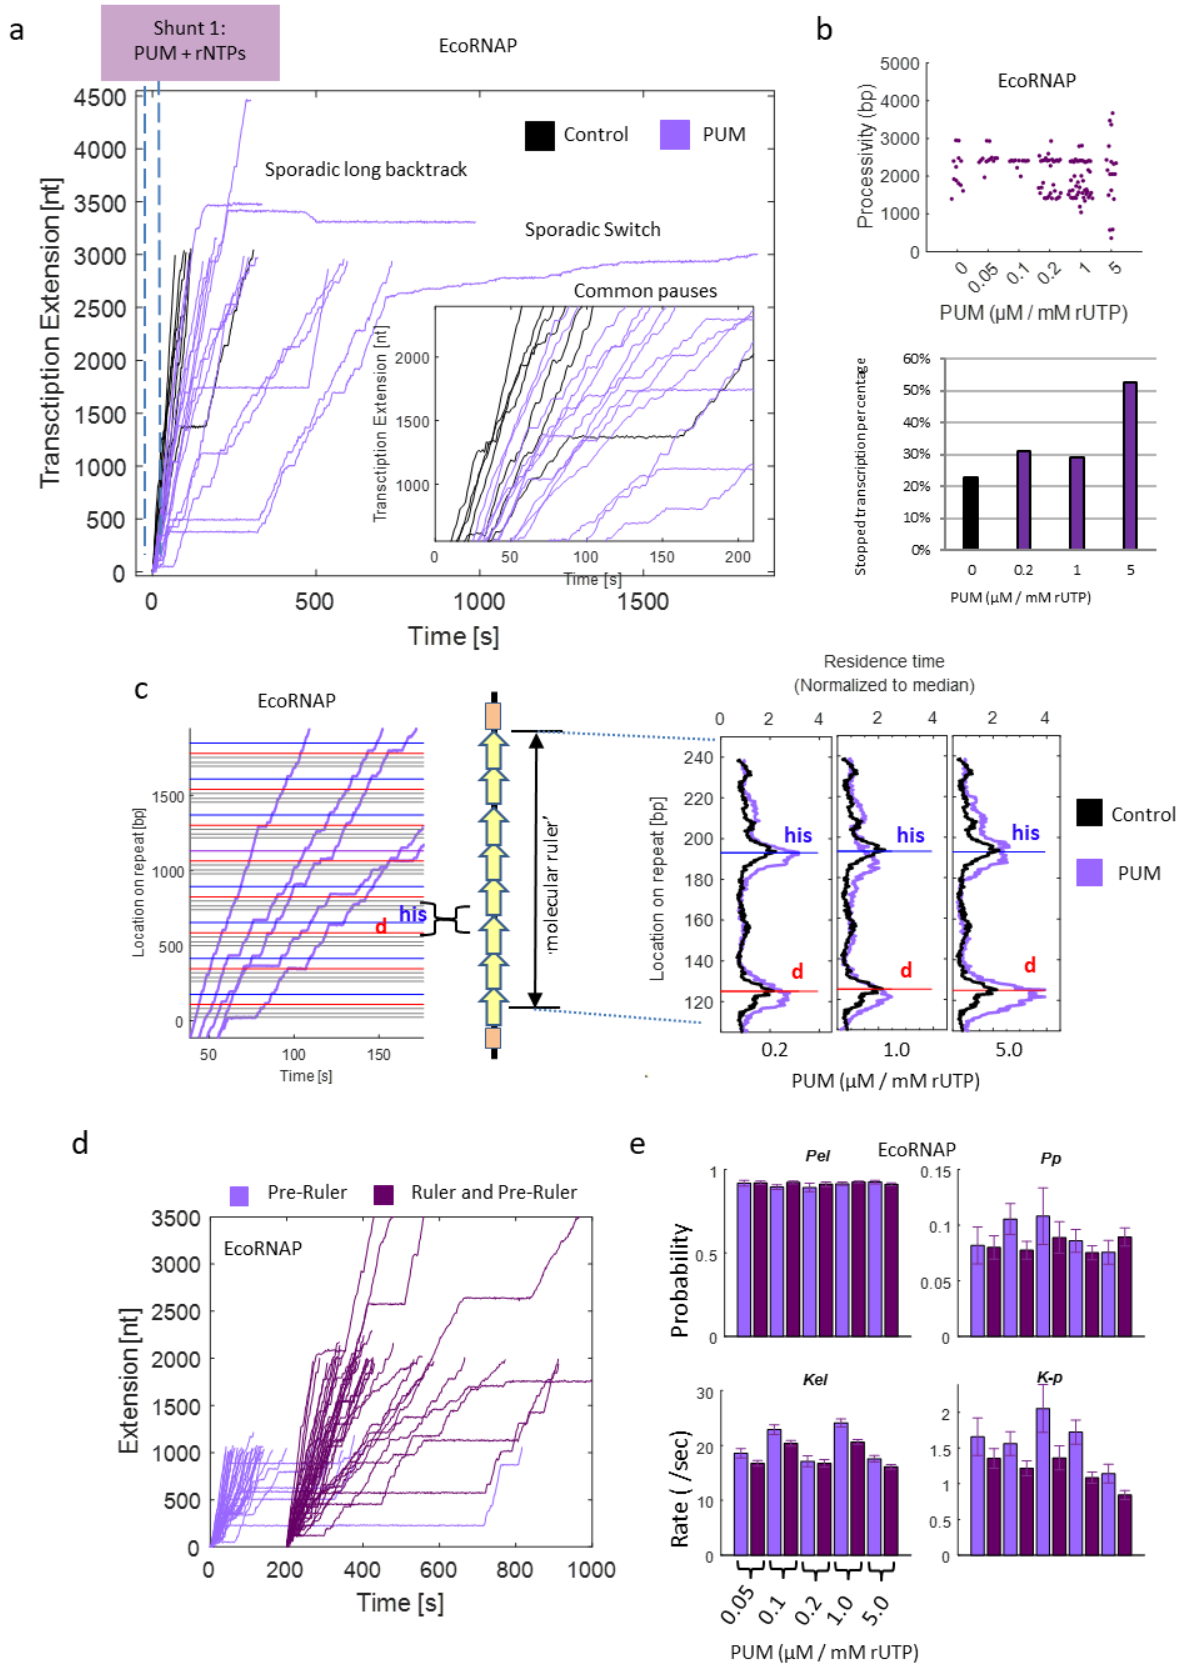 a
Shunt 1:
PUM + rNTPs
EcoRNAP
4500
4000
3500
3000
2500
2000
1500
1000
500
0
Transctiption Extension [nt]
Control
PUM
Sporadic long backtrack
Sporadic Switch
Common pauses
Transctiption Extension [nt]
2000
1500
1000
0
50
100
150
200
Time [s]
0
500
1000
1500
Time [s]
b
EcoRNAP
Processivity (bp)
5000
4000
3000
2000
1000
0
0
0.05
0.1
0.2
1
5
PUM (µM / mM rUTP)
Stopped transcription percentage
60%
50%
40%
30%
20%
10%
0%
0
0.2
1
5
PUM (µM / mM rUTP)
c
EcoRNAP
Location on repeat [bp]
1500
1000
500
0
his
d
50
100
150
Time [s]
'molecular ruler'
Residence time
(Normalized to median)
0
2
4
2
4
2
4
Location on repeat [bp]
240
220
200
180
160
140
120
his
d
his
d
his
d
Control
PUM
0.2
1.0
5.0
PUM (µM / mM rUTP)
d
Pre-Ruler
Ruler and Pre-Ruler
EcoRNAP
Extension [nt]
3500
3000
2500
2000
1500
1000
500
0
0
200
400
600
800
1000
Time [s]
e
EcoRNAP
Pel
Probability
1
0.5
0
Pp
0.15
0.1
0.05
0
Kel
Rate ( /sec)
30
20
10
0
K-p
2
1.5
1
0.5
0
0.05
0.1
0.2
1.0
5.0
PUM (µM / mM rUTP)